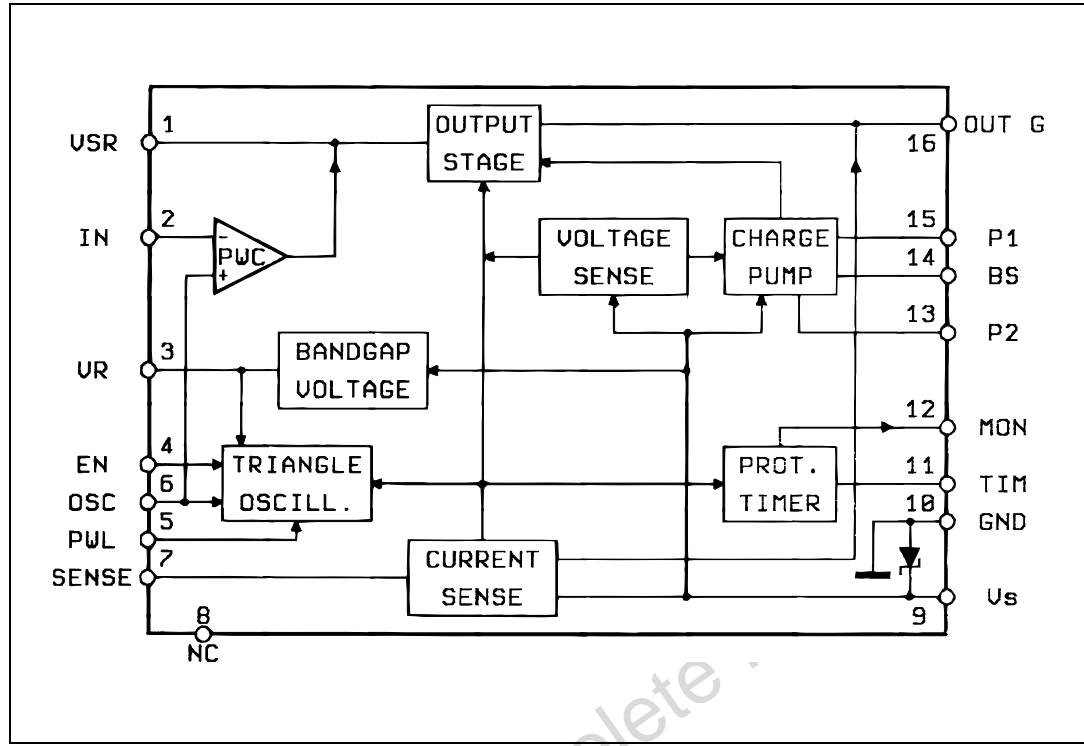 1
VSR
OUTPUT
STAGE
OUT G
16
2
IN
-
PWC
+
VOLTAGE
SENSE
CHARGE
PUMP
15
P1
14
BS
13
P2
3
VR
BANDGAP
VOLTAGE
12
MON
4
EN
TRIANGLE
OSCILL.
PROT.
TIMER
11
TIM
6
OSC
10
GND
5
PWL
7
SENSE
CURRENT
SENSE
Vs
9
8
NC